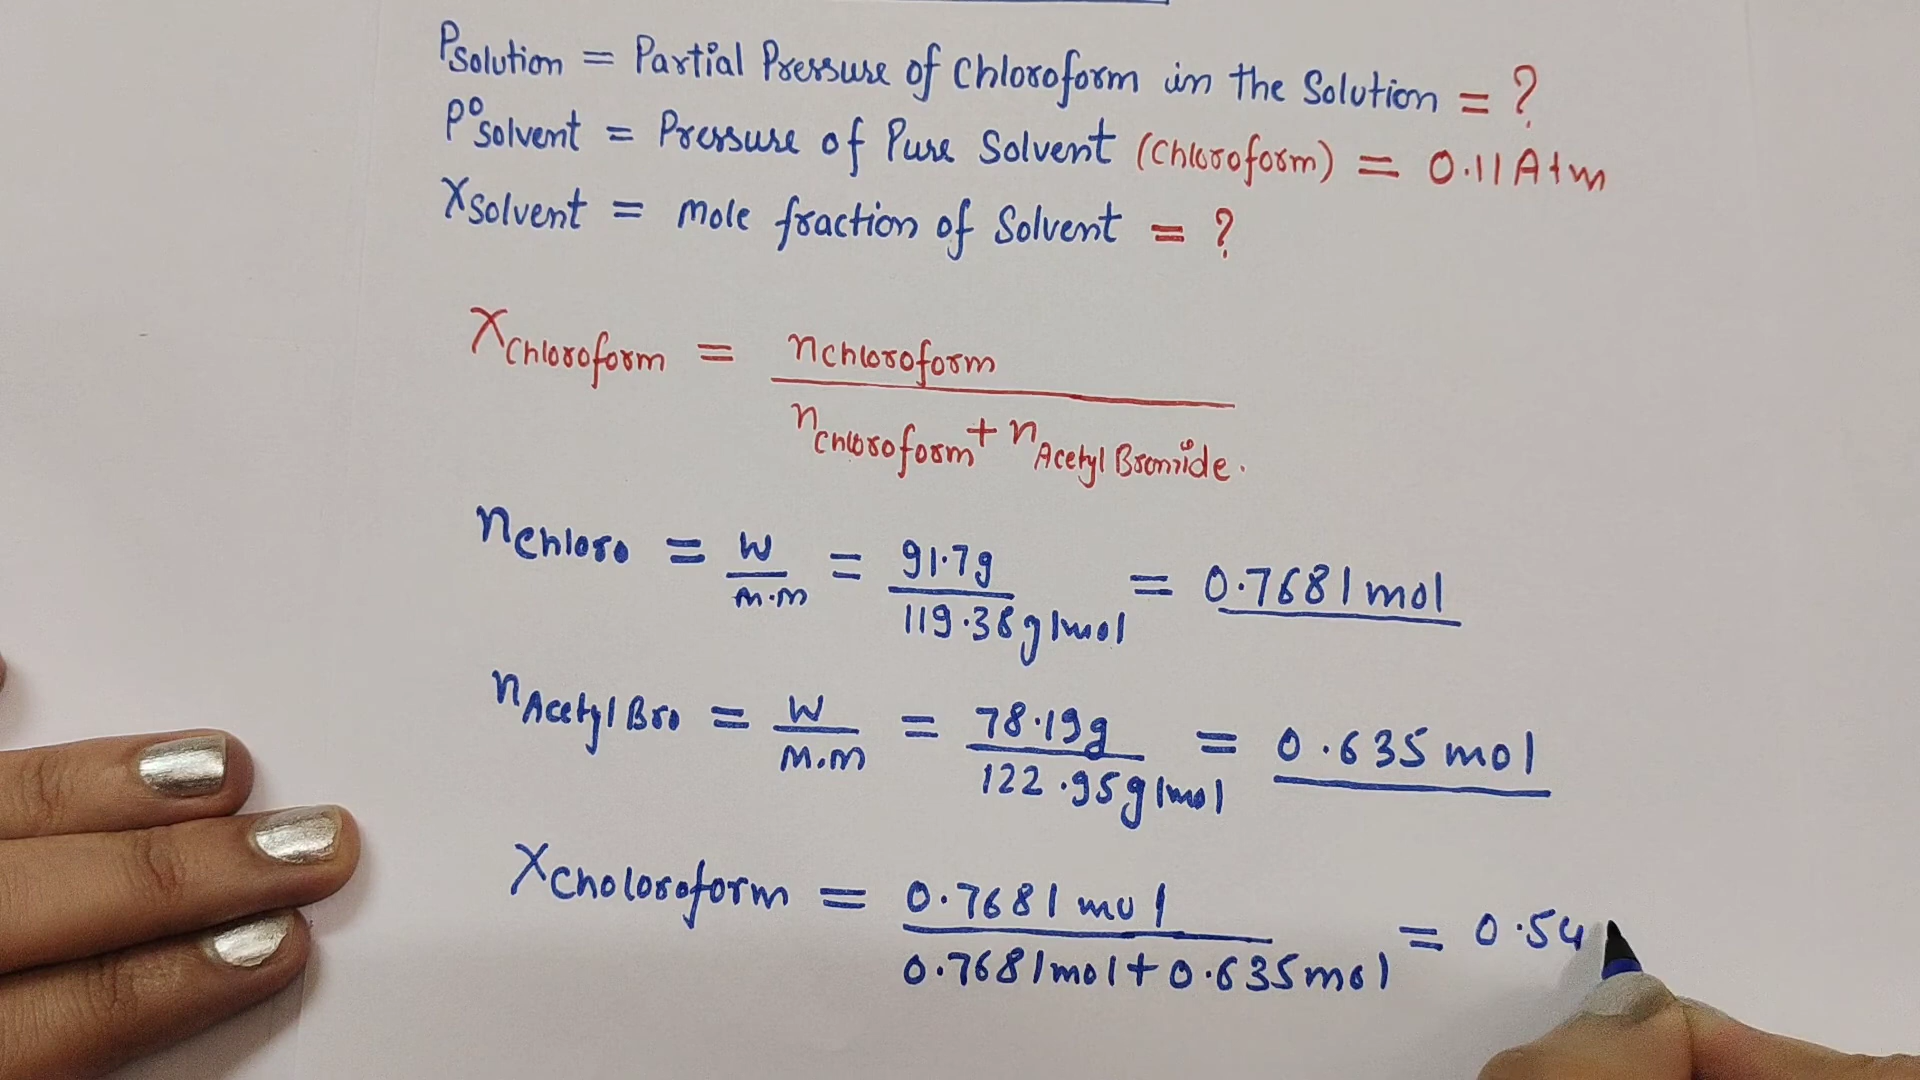 Psolution = Partial Pressure of Chloroform in the Solution = ?
P°solvent = Pressure of Pure Solvent (Chloroform) = 0.11 Atm
Xsolvent = mole fraction of Solvent = ?
XChloroform = nchloroform / nchloroform + nAcetyl Bromide.
nchloro = W/m.m = 91.7g/119.38g/mol = 0.7681 mol
nAcetyl Bro = W/m.m = 78.19g/122.95g/mol = 0.635 mol
Xcholoroform = 0.7681 mol / 0.7681 mol + 0.635 mol = 0.54